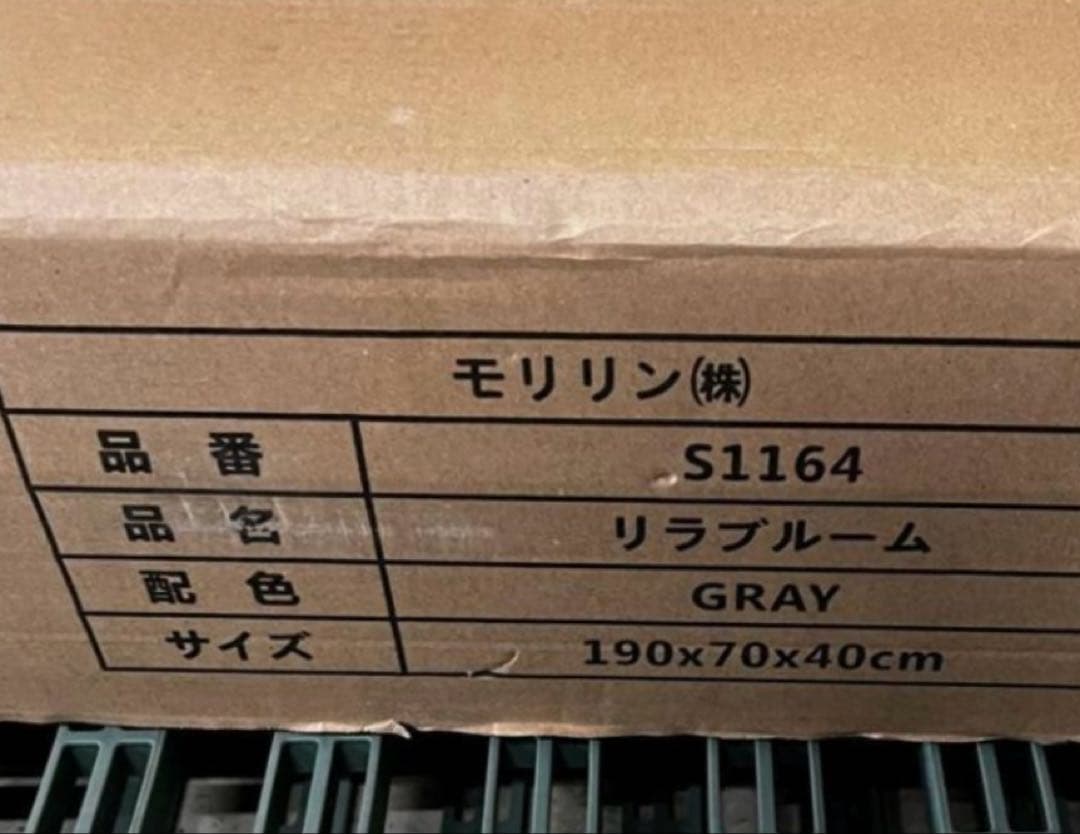 モリリン㈱
品番 S1164
品名 リラブルーム
配色 GRAY
サイズ 190x70x40cm